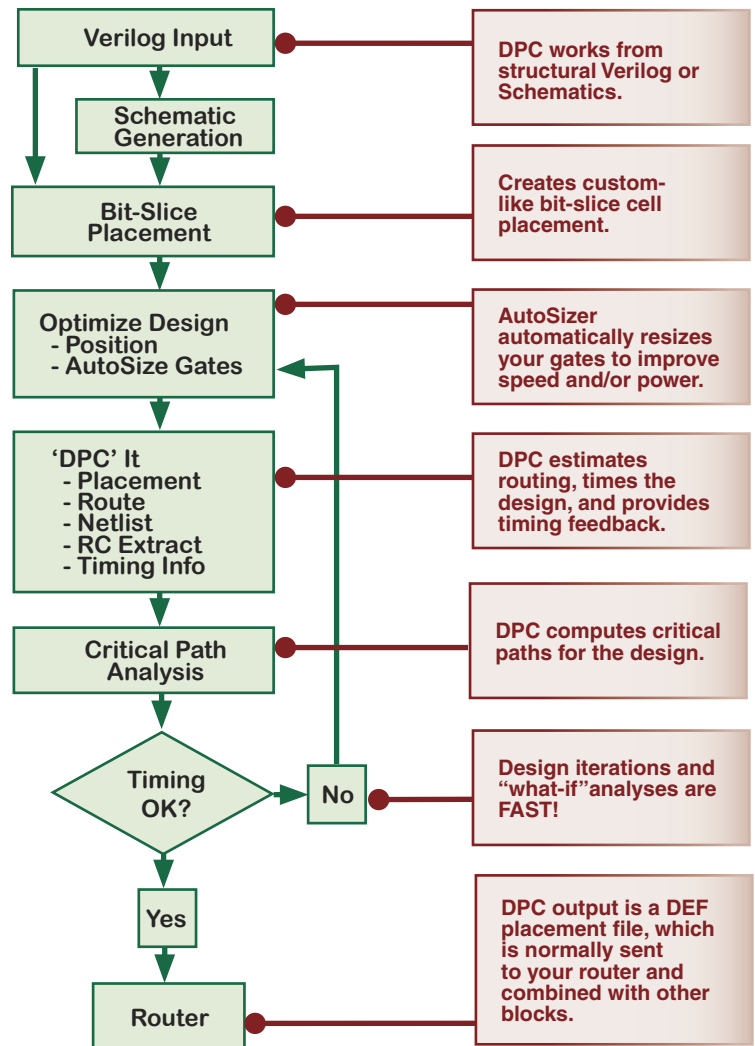 Verilog Input
DPC works from
structural Verilog or
Schematics.
Schematic
Generation
Bit-Slice
Placement
Creates custom-
like bit-slice cell
placement.
Optimize Design
- Position
- AutoSize Gates
AutoSizer
automatically resizes
your gates to improve
speed and/or power.
‘DPC’ It
- Placement
- Route
- Netlist
- RC Extract
- Timing Info
DPC estimates
routing, times the
design, and provides
timing feedback.
Critical Path
Analysis
DPC computes critical
paths for the design.
Timing
OK?
No
Design iterations and
“what-if”analyses are
FAST!
Yes
Router
DPC output is a DEF
placement file, which
is normally sent
to your router and
combined with other
blocks.